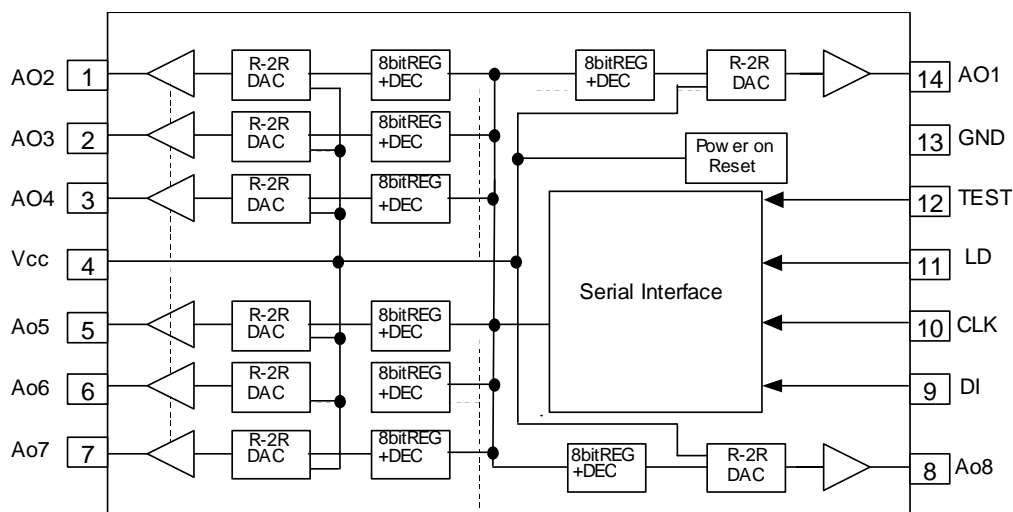 AO2 1 R-2R DAC 8bitREG +DEC 8bitREG +DEC R-2R DAC 14 AO1
AO3 2 R-2R DAC 8bitREG +DEC 13 GND
Power on Reset
AO4 3 R-2R DAC 8bitREG +DEC 12 TEST
Vcc 4 11 LD
Serial Interface
Ao5 5 R-2R DAC 8bitREG +DEC 10 CLK
Ao6 6 R-2R DAC 8bitREG +DEC 9 DI
Ao7 7 R-2R DAC 8bitREG +DEC 8bitREG +DEC R-2R DAC 8 Ao8